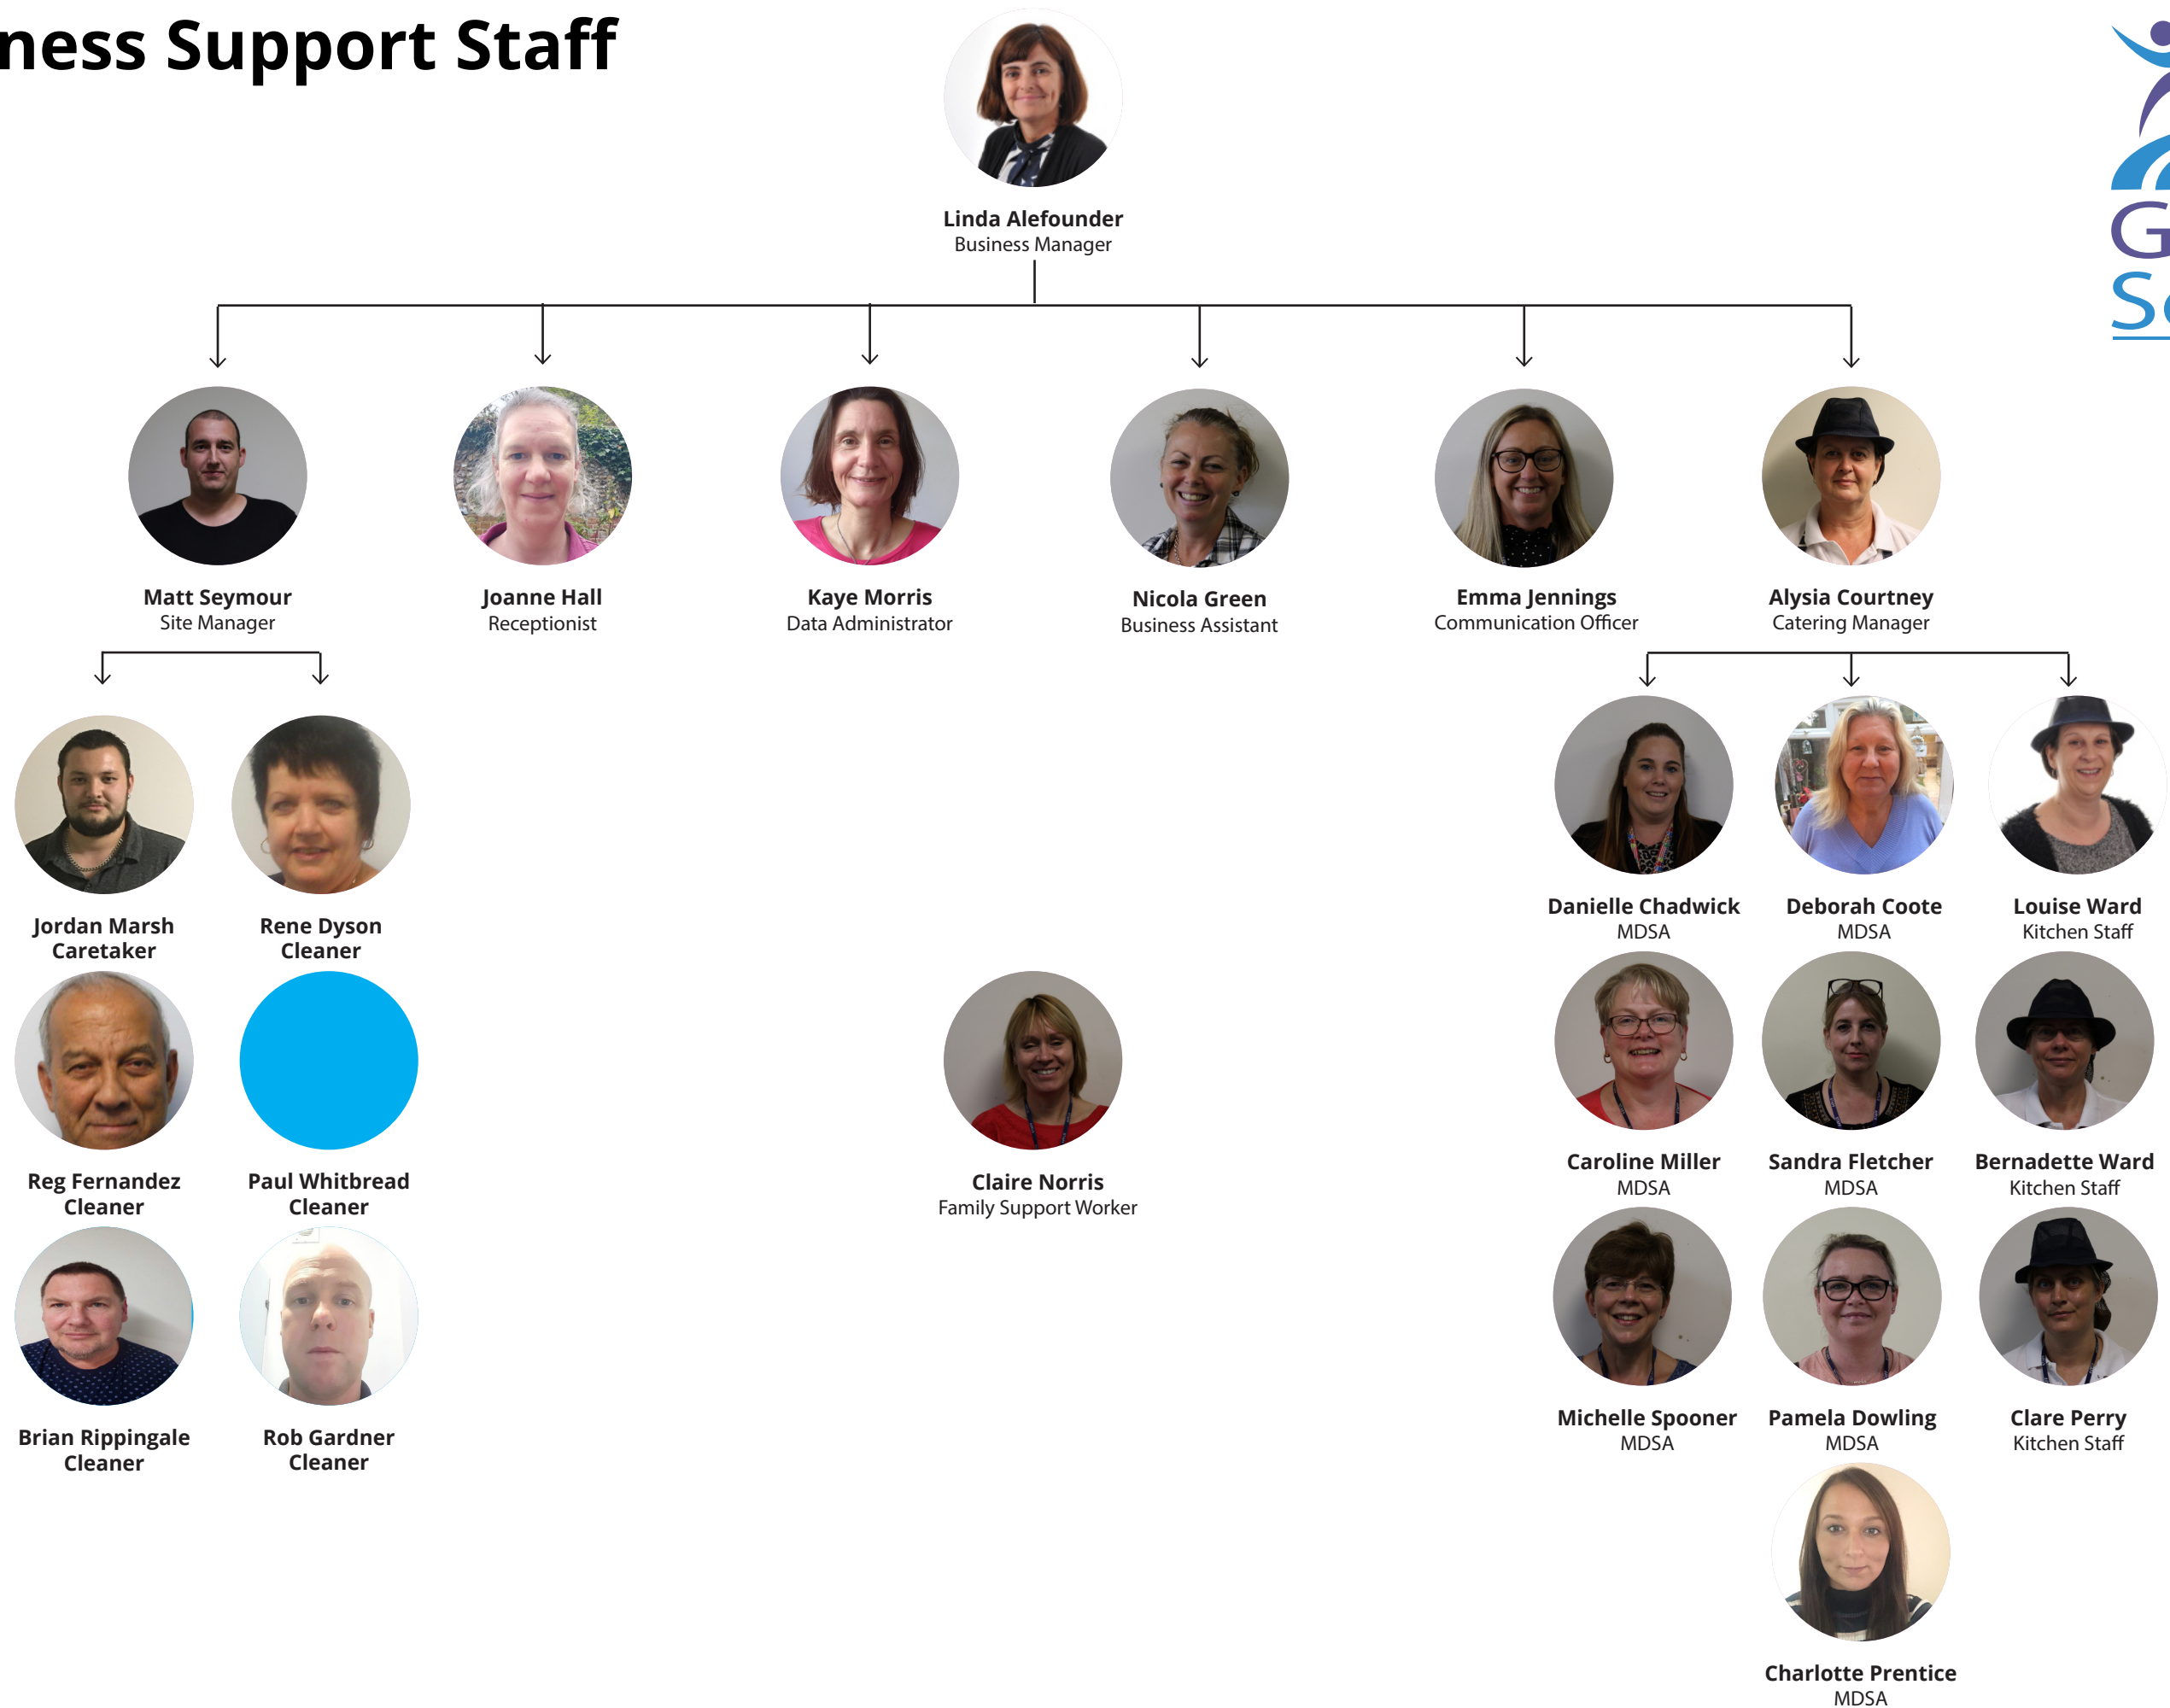 ness Support Staff
Linda Alefounder
Business Manager
G
Matt Seymour
Site Manager
Joanne Hall
Receptionist
Kaye Morris
Data Administrator
Nicola Green
Business Assistant
Emma Jennings
Communication Officer
Alysia Courtney
Catering Manager
Jordan Marsh
Caretaker
Rene Dyson
Cleaner
Danielle Chadwick
MDSA
Deborah Coote
MDSA
Louise Ward
Kitchen Staff
Reg Fernandez
Cleaner
Paul Whitbread
Cleaner
Claire Norris
Family Support Worker
Caroline Miller
MDSA
Sandra Fletcher
MDSA
Bernadette Ward
Kitchen Staff
Brian Rippingale
Cleaner
Rob Gardner
Cleaner
Michelle Spooner
MDSA
Pamela Dowling
MDSA
Clare Perry
Kitchen Staff
Charlotte Prentice
MDSA